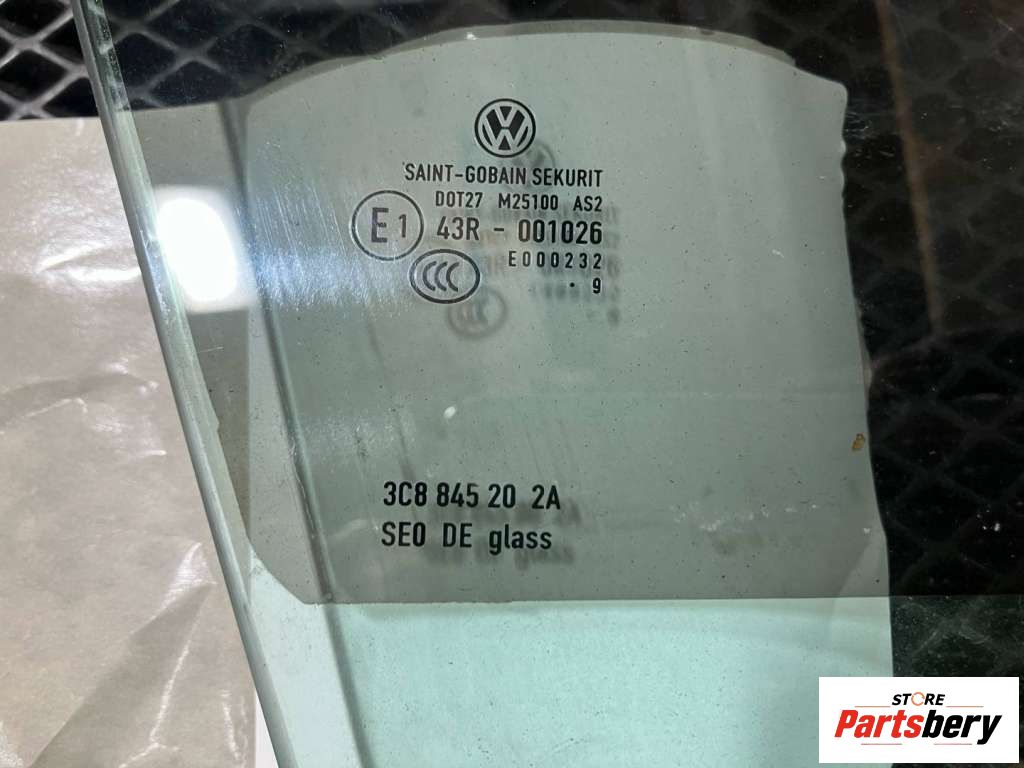 SAINT-GOBAIN SEKURIT
DOT27 M25100 AS2
E1 43R - 001026
E000232
CCC · 9
3C8 845 20 2A
SEO DE glass
STORE
Partsbery